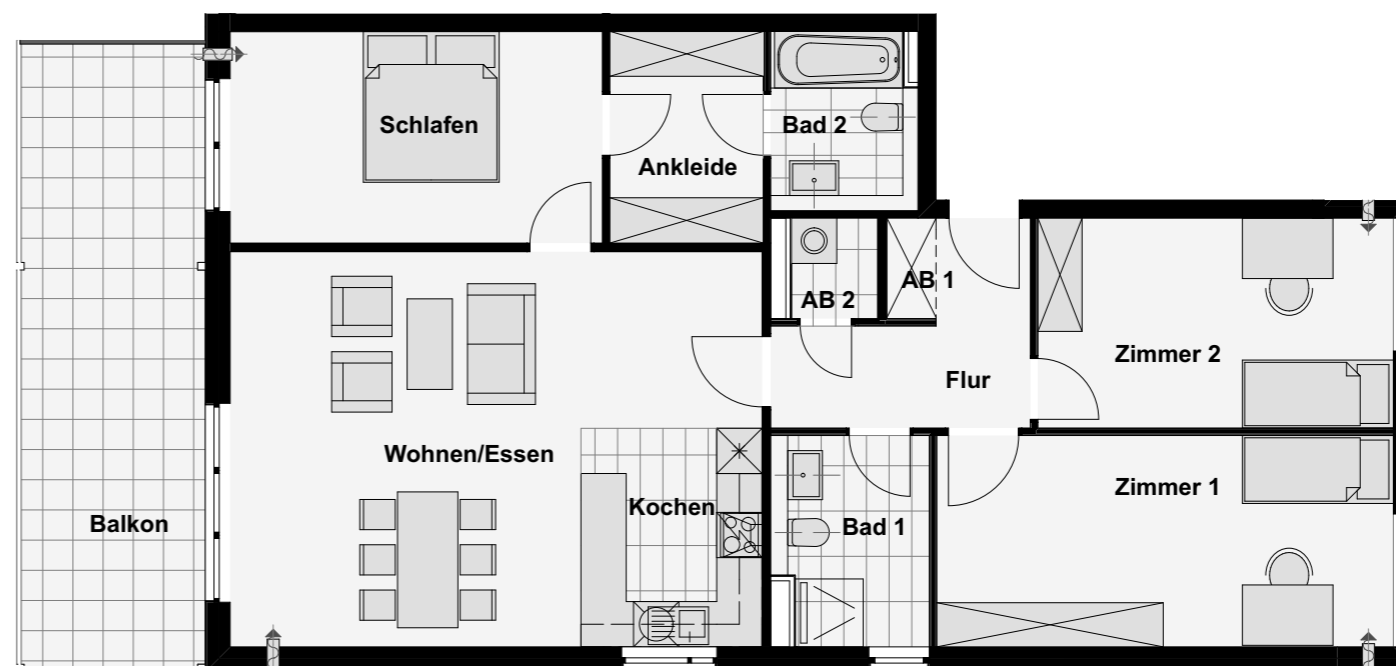 Schlafen
Bad 2
Ankleide
AB 1
AB 2
Zimmer 2
Flur
Wohnen/Essen
Zimmer 1
Kochen
Balkon
Bad 1